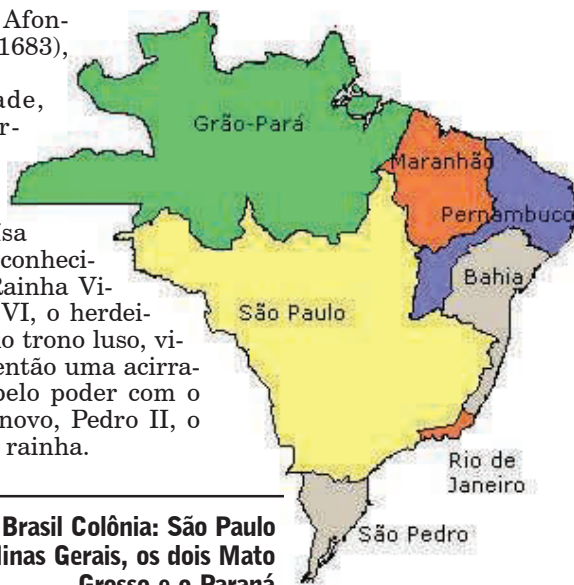 Afon-
1683),
ade,
r-
sa
conheci-
Rainha Vi-
VI, o herdei-
o trono luso, vi-
então uma acirra-
pelo poder com o
novo, Pedro II, o
rainha.
Grão-Pará
Maranhão
Pernambuco
Bahia
São Paulo
Rio de
Janeiro
São Pedro
Brasil Colônia: São Paulo
Minas Gerais, os dois Mato
Grosso e o Paraná